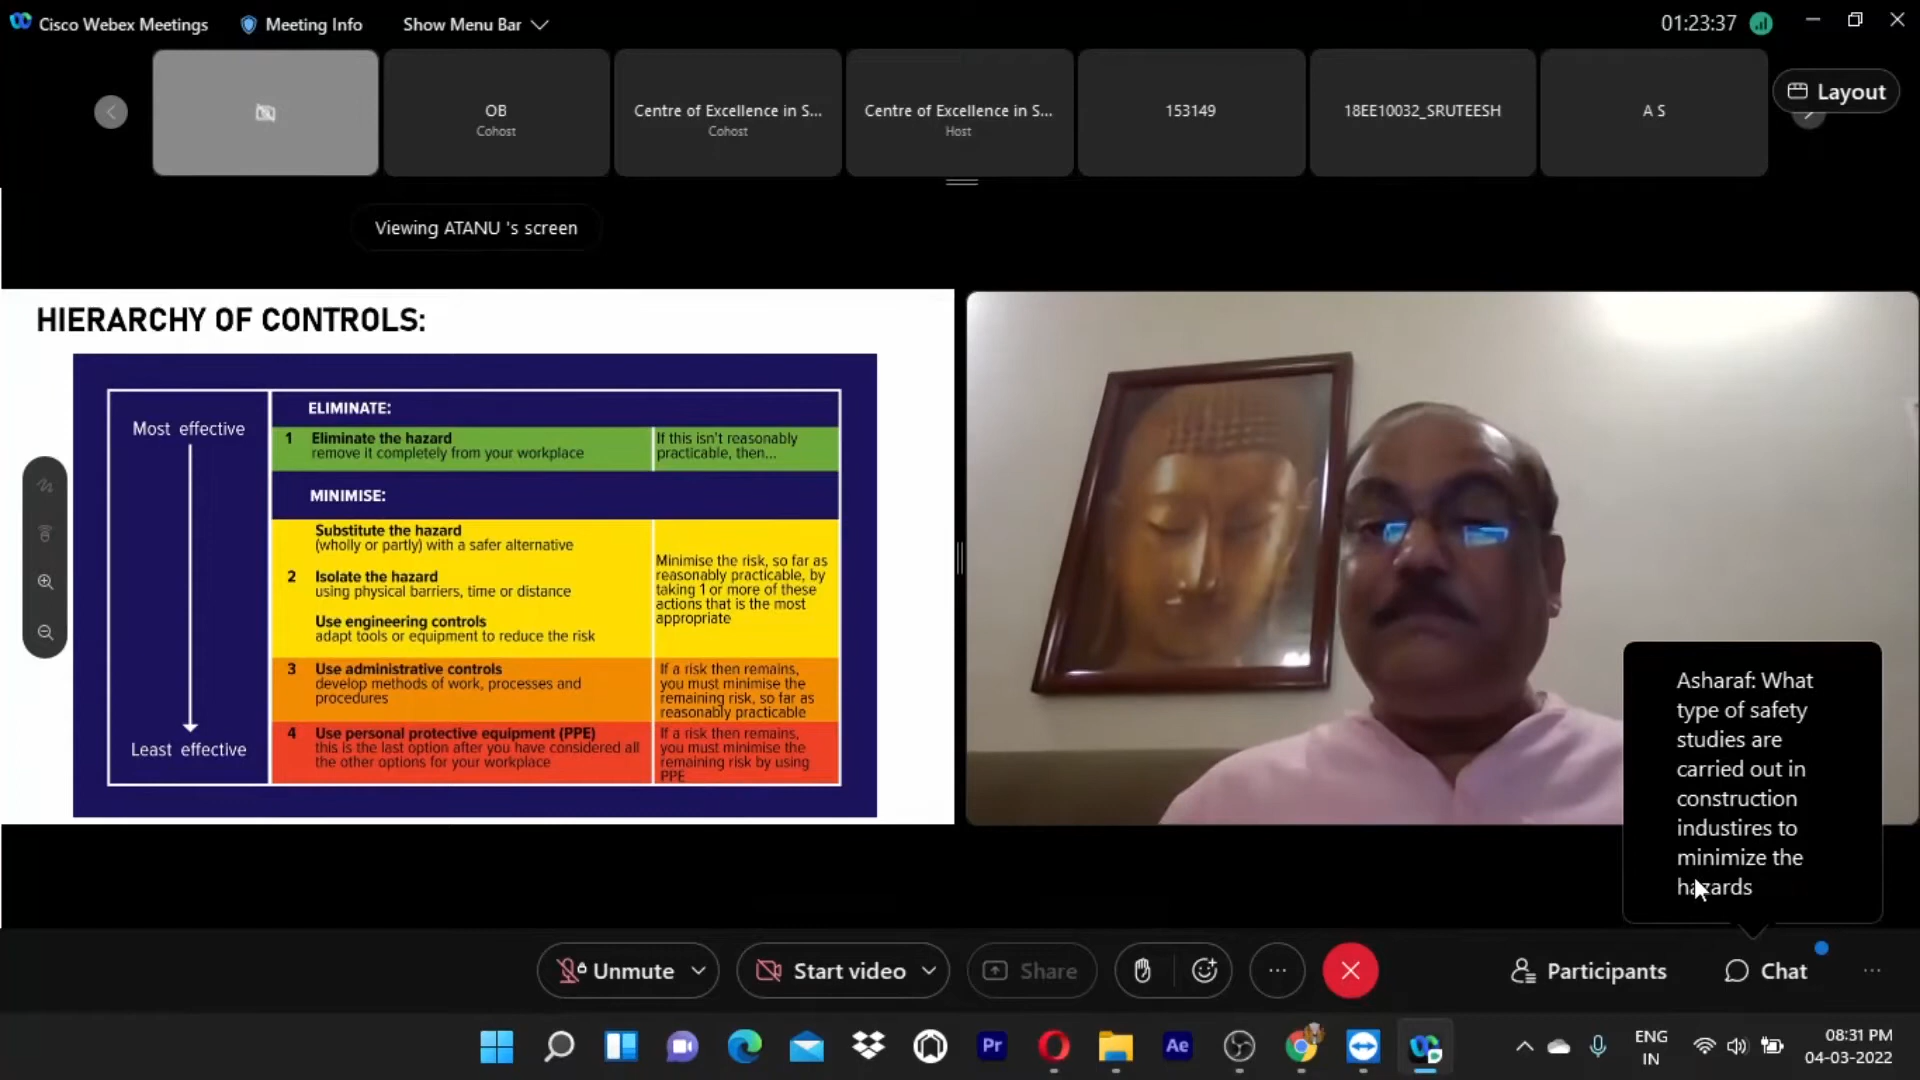 Cisco Webex Meetings
Meeting Info
Show Menu Bar
01:23:37
Layout
OB
Cohost
Centre of Excellence in S...
Cohost
Centre of Excellence in S...
Host
153149
18EE10032_SRUTEESH
A S
Viewing ATANU 's screen
HIERARCHY OF CONTROLS:
Most effective
Least effective
ELIMINATE:
1 Eliminate the hazard
remove it completely from your workplace
If this isn't reasonably
practicable, then...
MINIMISE:
Substitute the hazard
(wholly or partly) with a safer alternative
2 Isolate the hazard
using physical barriers, time or distance
Use engineering controls
adapt tools or equipment to reduce the risk
Minimise the risk, so far as
reasonably practicable, by
taking 1 or more of these
actions that is the most
appropriate
3 Use administrative controls
develop methods of work, processes and
procedures
If a risk then remains,
you must minimise the
remaining risk, so far as
reasonably practicable
4 Use personal protective equipment (PPE)
this is the last option after you have considered all
the other options for your workplace
If a risk then remains,
you must minimise the
remaining risk by using
PPE
Asharaf: What
type of safety
studies are
carried out in
construction
industires to
minimize the
hazards
Unmute
Start video
Share
Participants
Chat
Pr
Ae
ENG
IN
08:31 PM
04-03-2022